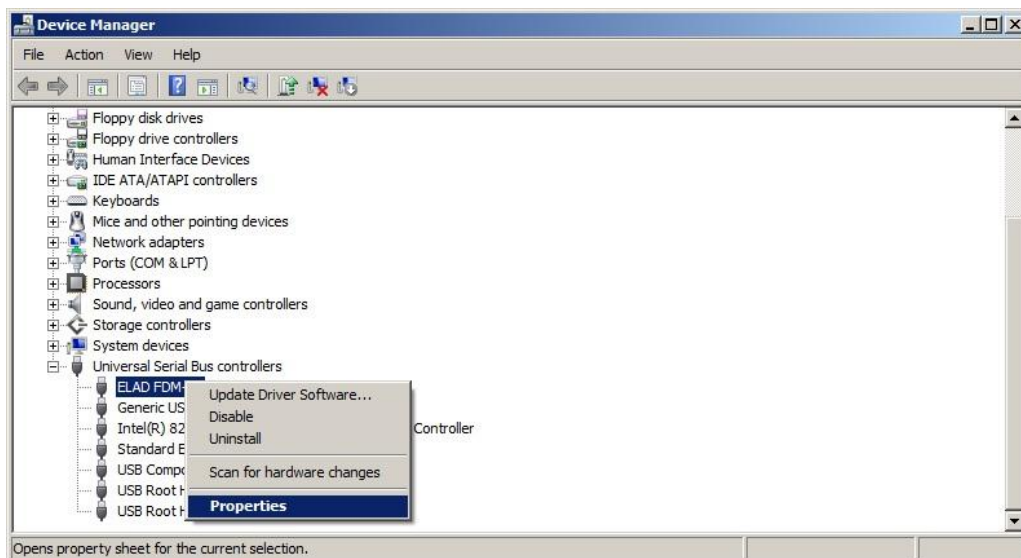 Device Manager
File Action View Help
Floppy disk drives
Floppy drive controllers
Human Interface Devices
IDE ATA/ATAPI controllers
Keyboards
Mice and other pointing devices
Network adapters
Ports (COM & LPT)
Processors
Sound, video and game controllers
Storage controllers
System devices
Universal Serial Bus controllers
ELAD FDM-
Generic US
Intel(R) 82 Controller
Standard E
USB Compo
USB Root H
USB Root H
Update Driver Software...
Disable
Uninstall
Scan for hardware changes
Properties
Opens property sheet for the current selection.